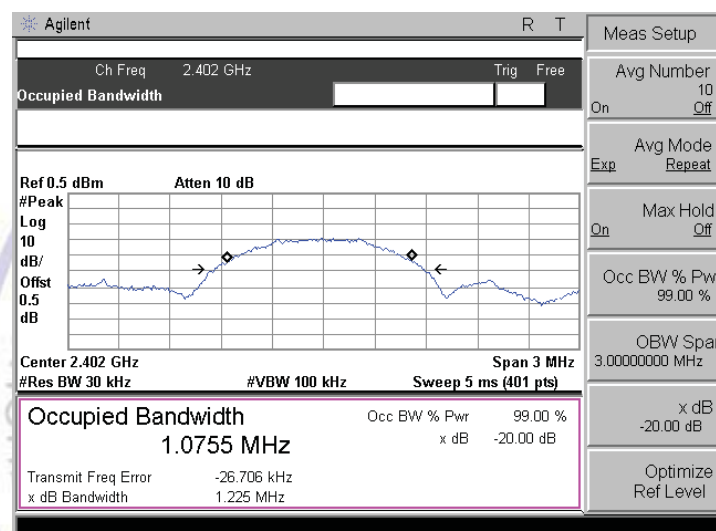 Agilent R T
Ch Freq 2.402 GHz Trig Free
Occupied Bandwidth
Ref 0.5 dBm Atten 10 dB
#Peak
Log
10
dB/
Offst
0.5
dB
Center 2.402 GHz Span 3 MHz
#Res BW 30 kHz #VBW 100 kHz Sweep 5 ms (401 pts)
Occupied Bandwidth Occ BW % Pwr 99.00 %
1.0755 MHz x dB -20.00 dB
Transmit Freq Error -26.706 kHz
x dB Bandwidth 1.225 MHz
Meas Setup
Avg Number
10
On Off
Avg Mode
Exp Repeat
Max Hold
On Off
Occ BW % Pwr
99.00 %
OBW Span
3.00000000 MHz
x dB
-20.00 dB
Optimize
Ref Level